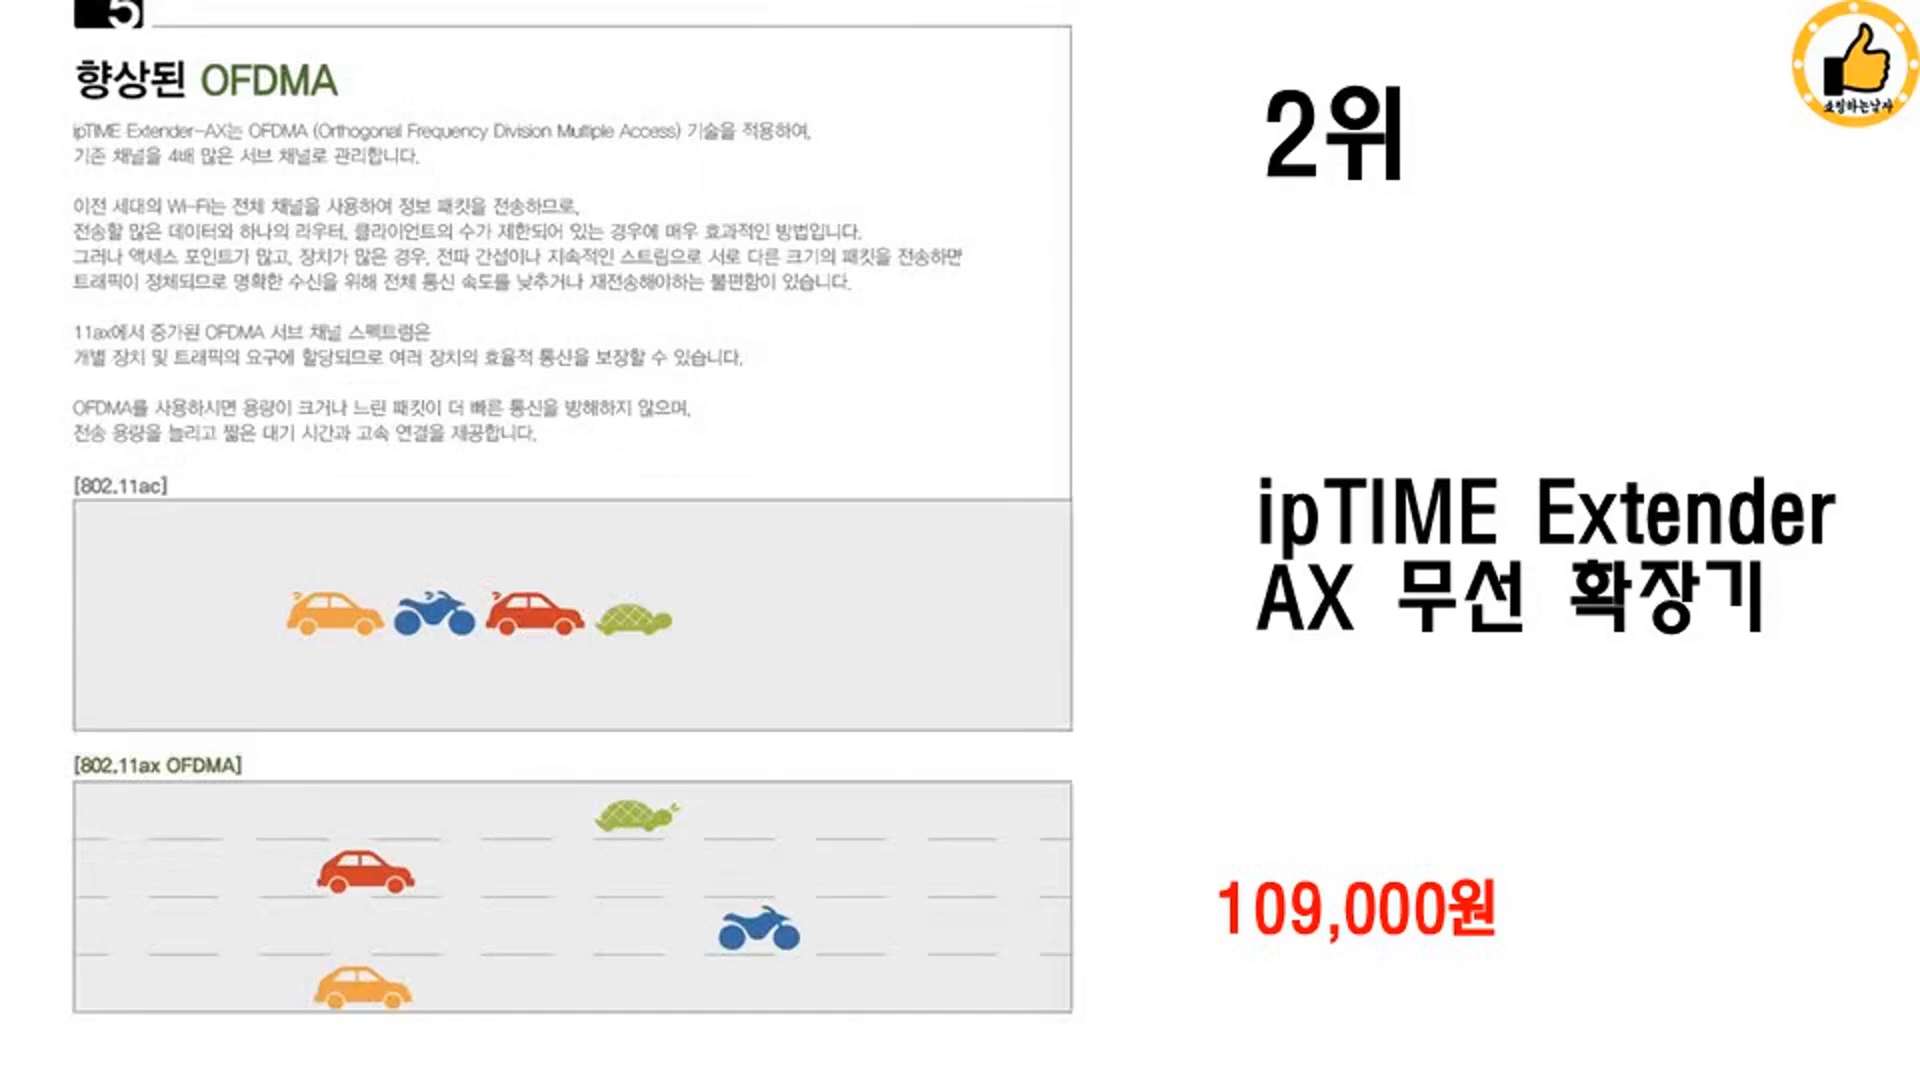 5
향상된 OFDMA
ipTIME Extender-AX는 OFDMA (Orthogonal Frequency Division Multiple Access) 기술을 적용하여,
기존 채널을 4배 많은 서브 채널로 관리합니다.
이전 세대의 Wi-Fi는 전체 채널을 사용하여 정보 패킷을 전송하므로,
전송할 많은 데이터와 하나의 라우터, 클라이언트의 수가 제한되어 있는 경우에 매우 효과적인 방법입니다.
그러나 액세스 포인트가 많고, 장치가 많은 경우, 전파 간섭이나 지속적인 스트림으로 서로 다른 크기의 패킷을 전송하면
트래픽이 정체되므로 명확한 수신을 위해 전체 통신 속도를 낮추거나 재전송해야하는 불편함이 있습니다.
11ax에서 증가된 OFDMA 서브 채널 스펙트럼은
개별 장치 및 트래픽의 요구에 할당되므로 여러 장치의 효율적 통신을 보장할 수 있습니다.
OFDMA를 사용하시면 용량이 크거나 느린 패킷이 더 빠른 통신을 방해하지 않으며,
전송 용량을 늘리고 짧은 대기 시간과 고속 연결을 제공합니다.
[802.11ac]
[802.11ax OFDMA]
2위
ipTIME Extender
AX 무선 확장기
109,000원
쇼핑하는남자